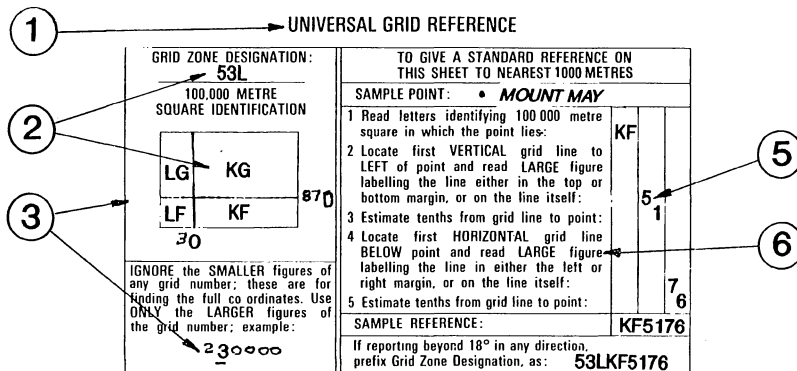 1
UNIVERSAL GRID REFERENCE
GRID ZONE DESIGNATION:
53L
100,000 METRE
SQUARE IDENTIFICATION
2
LG KG
LF KF
870
30
3
IGNORE the SMALLER figures of
any grid number; these are for
finding the full co ordinates. Use
ONLY the LARGER figures of
the grid number; example:
230000
TO GIVE A STANDARD REFERENCE ON
THIS SHEET TO NEAREST 1000 METRES
SAMPLE POINT: • MOUNT MAY
1 Read letters identifying 100 000 metre
square in which the point lies:
KF
2 Locate first VERTICAL grid line to
LEFT of point and read LARGE figure
labelling the line either in the top or
bottom margin, or on the line itself:
5
3 Estimate tenths from grid line to point:
1
4 Locate first HORIZONTAL grid line
BELOW point and read LARGE figure
labelling the line in either the left or
right margin, or on the line itself:
7
5 Estimate tenths from grid line to point:
6
SAMPLE REFERENCE: KF5176
If reporting beyond 18° in any direction,
prefix Grid Zone Designation, as: 53LKF5176
5
6